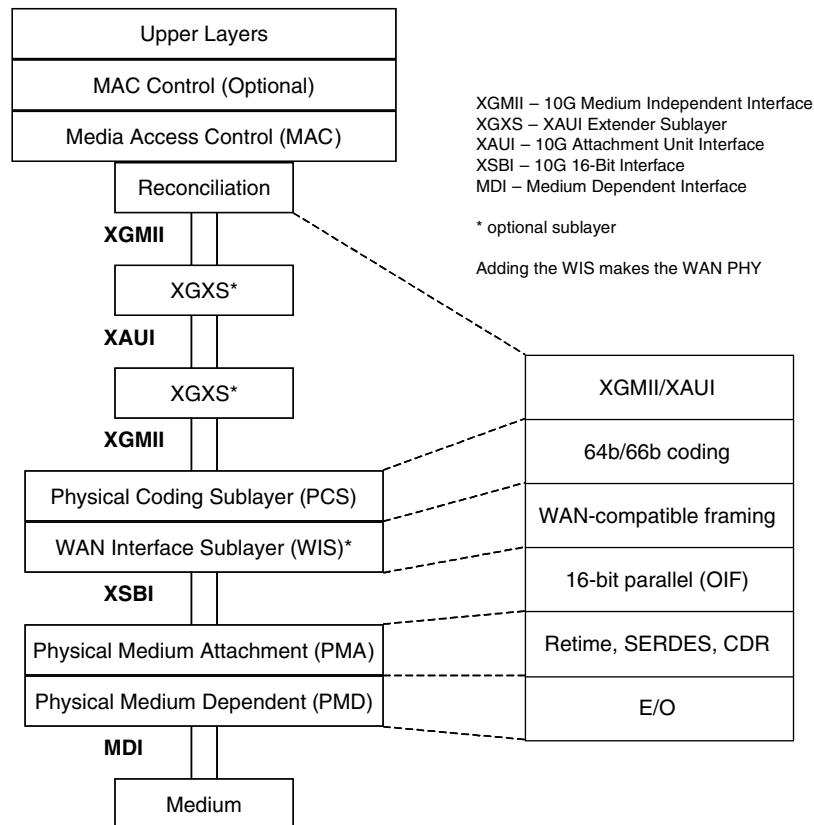 Upper Layers
MAC Control (Optional)
Media Access Control (MAC)
Reconciliation
XGMII
XGXS*
XAUI
XGXS*
XGMII
Physical Coding Sublayer (PCS)
WAN Interface Sublayer (WIS)*
XSBI
Physical Medium Attachment (PMA)
Physical Medium Dependent (PMD)
MDI
Medium
XGMII – 10G Medium Independent Interface
XGXS – XAUI Extender Sublayer
XAUI – 10G Attachment Unit Interface
XSBI – 10G 16-Bit Interface
MDI – Medium Dependent Interface
* optional sublayer
Adding the WIS makes the WAN PHY
XGMII/XAUI
64b/66b coding
WAN-compatible framing
16-bit parallel (OIF)
Retime, SERDES, CDR
E/O